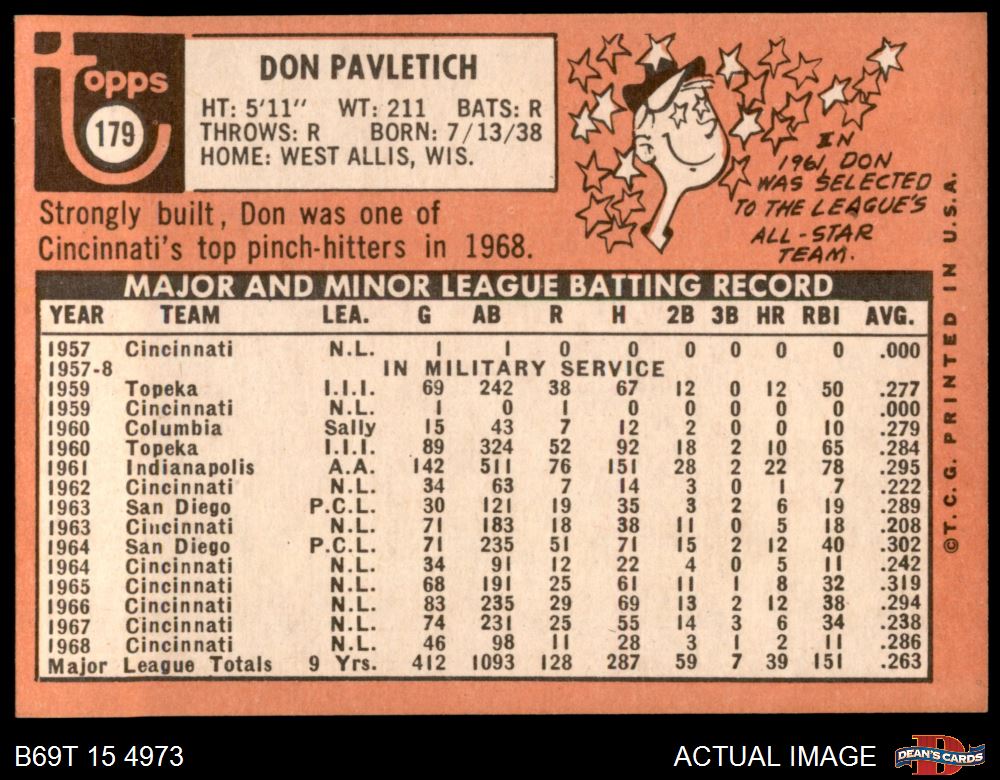 topps
179
DON PAVLETICH
HT: 5'11" WT: 211 BATS: R
THROWS: R BORN: 7/13/38
HOME: WEST ALLIS, WIS.
IN
1961, DON
WAS SELECTED
TO THE LEAGUE'S
ALL-STAR
TEAM.
Strongly built, Don was one of
Cincinnati's top pinch-hitters in 1968.
MAJOR AND MINOR LEAGUE BATTING RECORD
YEAR TEAM LEA. G AB R H 2B 3B HR RBI AVG.
1957 Cincinnati N.L. 1 1 0 0 0 0 0 0 .000
1957-8 IN MILITARY SERVICE
1959 Topeka I.I.I. 69 242 38 67 12 0 12 50 .277
1959 Cincinnati N.L. 1 0 1 0 0 0 0 0 .000
1960 Columbia Sally 15 43 7 12 2 0 0 10 .279
1960 Topeka I.I.I. 89 324 52 92 18 2 10 65 .284
1961 Indianapolis A.A. 142 511 76 151 28 2 22 78 .295
1962 Cincinnati N.L. 34 63 7 14 3 0 1 7 .222
1963 San Diego P.C.L. 30 121 19 35 3 2 6 19 .289
1963 Cincinnati N.L. 71 183 18 38 11 0 5 18 .208
1964 San Diego P.C.L. 71 235 51 71 15 2 12 40 .302
1964 Cincinnati N.L. 34 91 12 22 4 0 5 11 .242
1965 Cincinnati N.L. 68 191 25 61 11 1 8 32 .319
1966 Cincinnati N.L. 83 235 29 69 13 2 12 38 .294
1967 Cincinnati N.L. 74 231 25 55 14 3 6 34 .238
1968 Cincinnati N.L. 46 98 11 28 3 1 2 11 .286
Major League Totals 9 Yrs. 412 1093 128 287 59 7 39 151 .263
©T.C.G. PRINTED IN U.S.A.
B69T 15 4973
ACTUAL IMAGE
DEAN'S CARDS